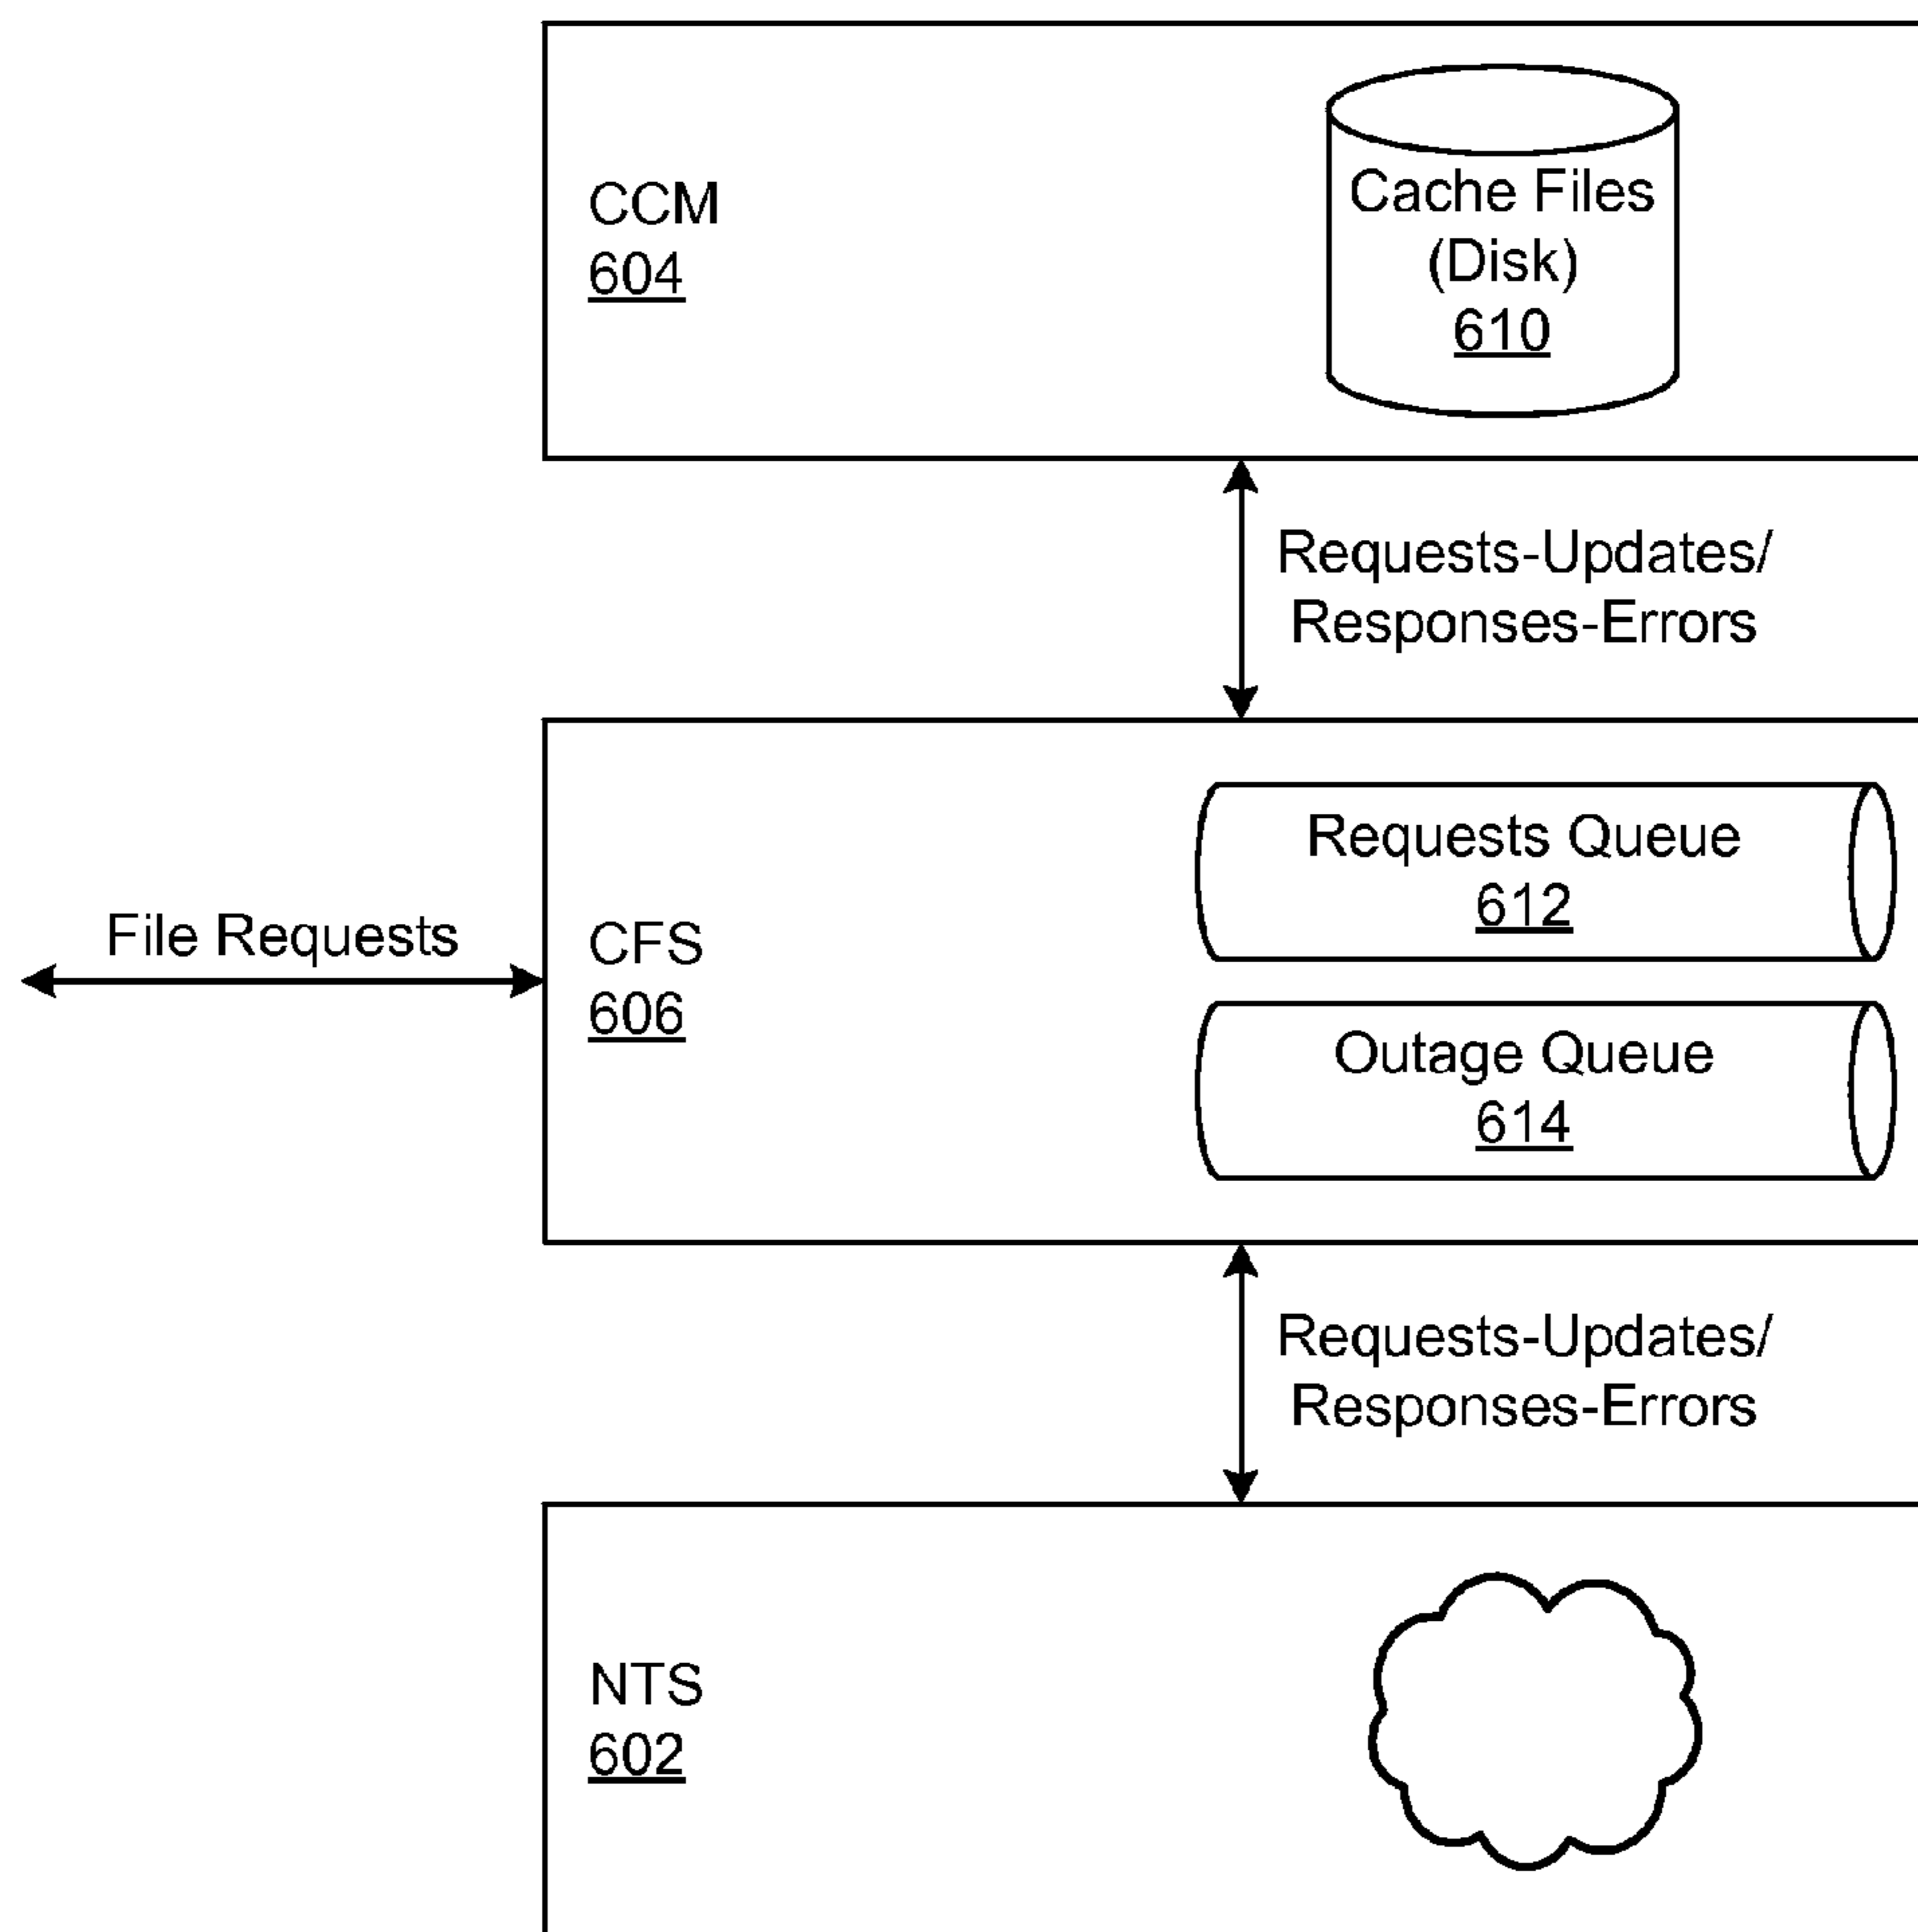 CCM
604
Cache Files
(Disk)
610
Requests-Updates/
Responses-Errors
File Requests
CFS
606
Requests Queue
612
Outage Queue
614
Requests-Updates/
Responses-Errors
NTS
602